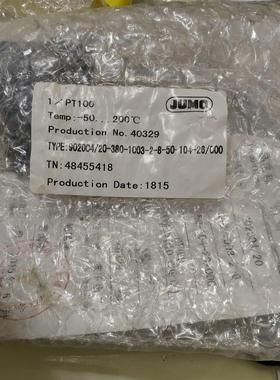 1 / PT100
JUMO
Temp:-50...200℃
Production No. 40329
TYPE:902004/20-380-1003-2-8-50-104-26/000
TN:48455418
Production Date:1815